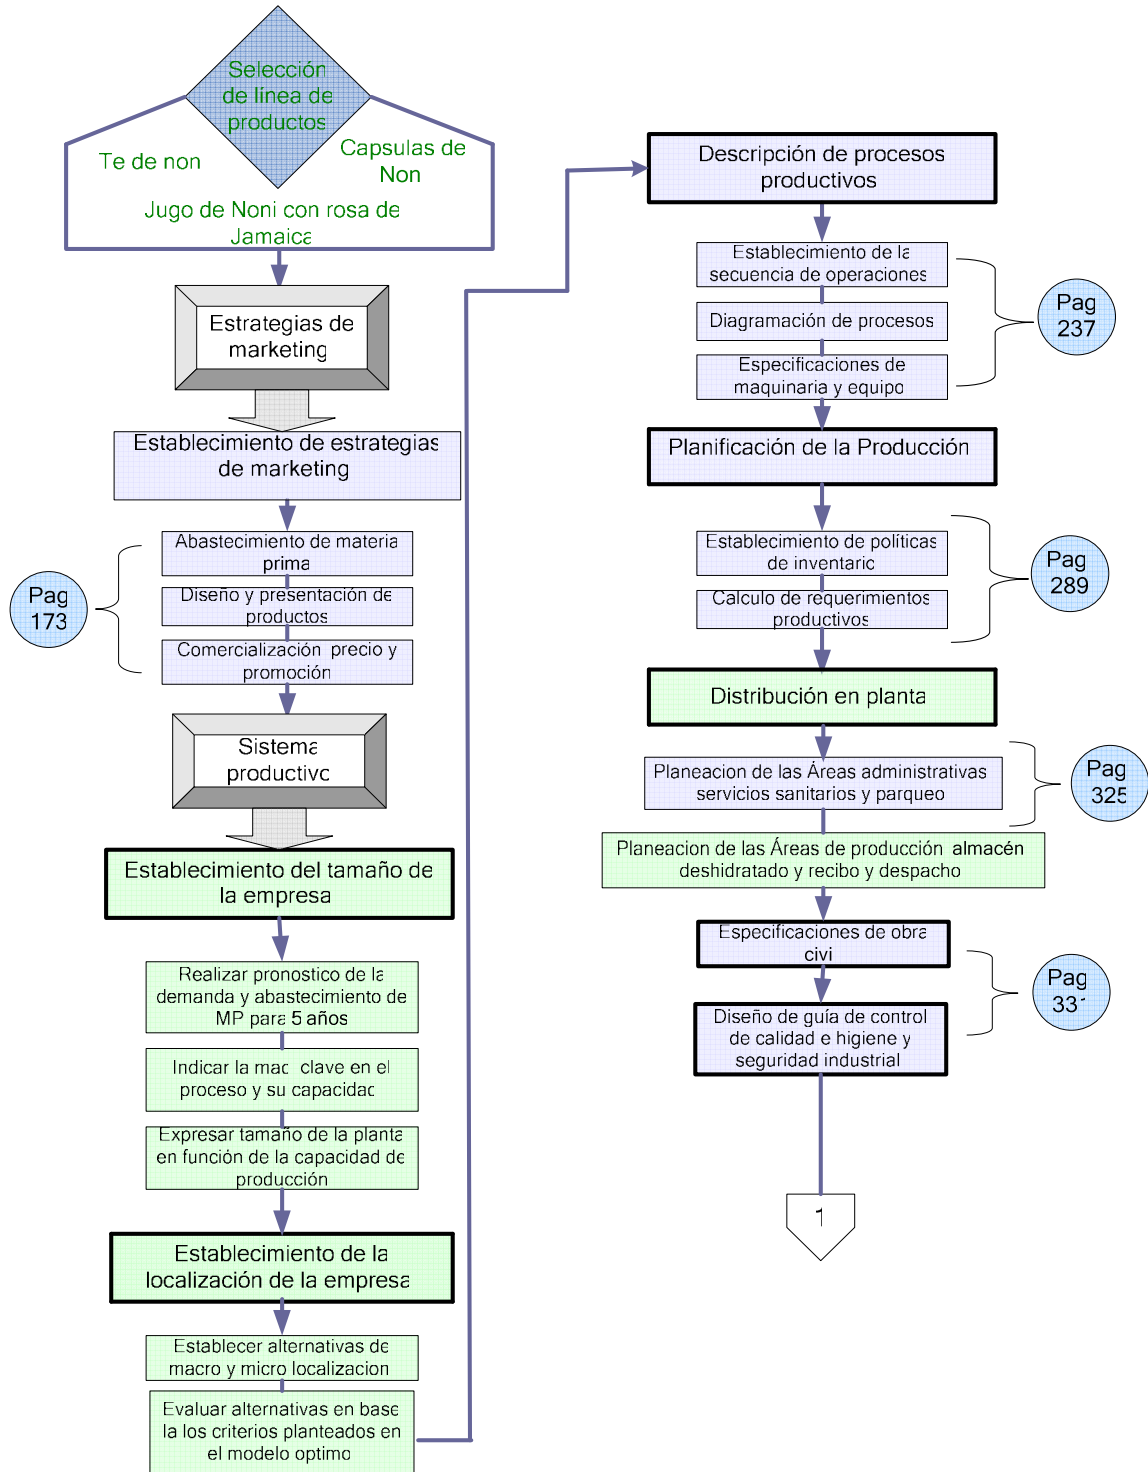 Selección
de línea de
productos
Te de non
Capsulas de
Non
Jugo de Noni con rosa de
Jamaica
Estrategias de
marketing
Establecimiento de estrategias
de marketing
Abastecimiento de materia
prima
Diseño y presentación de
productos
Comercialización precio y
promoción
Pag
173
Sistema
productivo
Establecimiento del tamaño de
la empresa
Realizar pronostico de la
demanda y abastecimiento de
MP para 5 años
Indicar la mac clave en el
proceso y su capacidad
Expresar tamaño de la planta
en función de la capacidad de
producción
Establecimiento de la
localización de la empresa
Establecer alternativas de
macro y micro localizacion
Evaluar alternativas en base
la los criterios planteados en
el modelo optimo
Descripción de procesos
productivos
Establecimiento de la
secuencia de operaciones
Diagramación de procesos
Especificaciones de
maquinaria y equipo
Pag
237
Planificación de la Producción
Establecimiento de políticas
de inventario
Calculo de requerimientos
productivos
Pag
289
Distribución en planta
Planeacion de las Áreas administrativas
servicios sanitarios y parqueo
Pag
325
Planeacion de las Áreas de producción almacén
deshidratado y recibo y despacho
Especificaciones de obra
civi
Diseño de guía de control
de calidad e higiene y
seguridad industrial
Pag
331
1